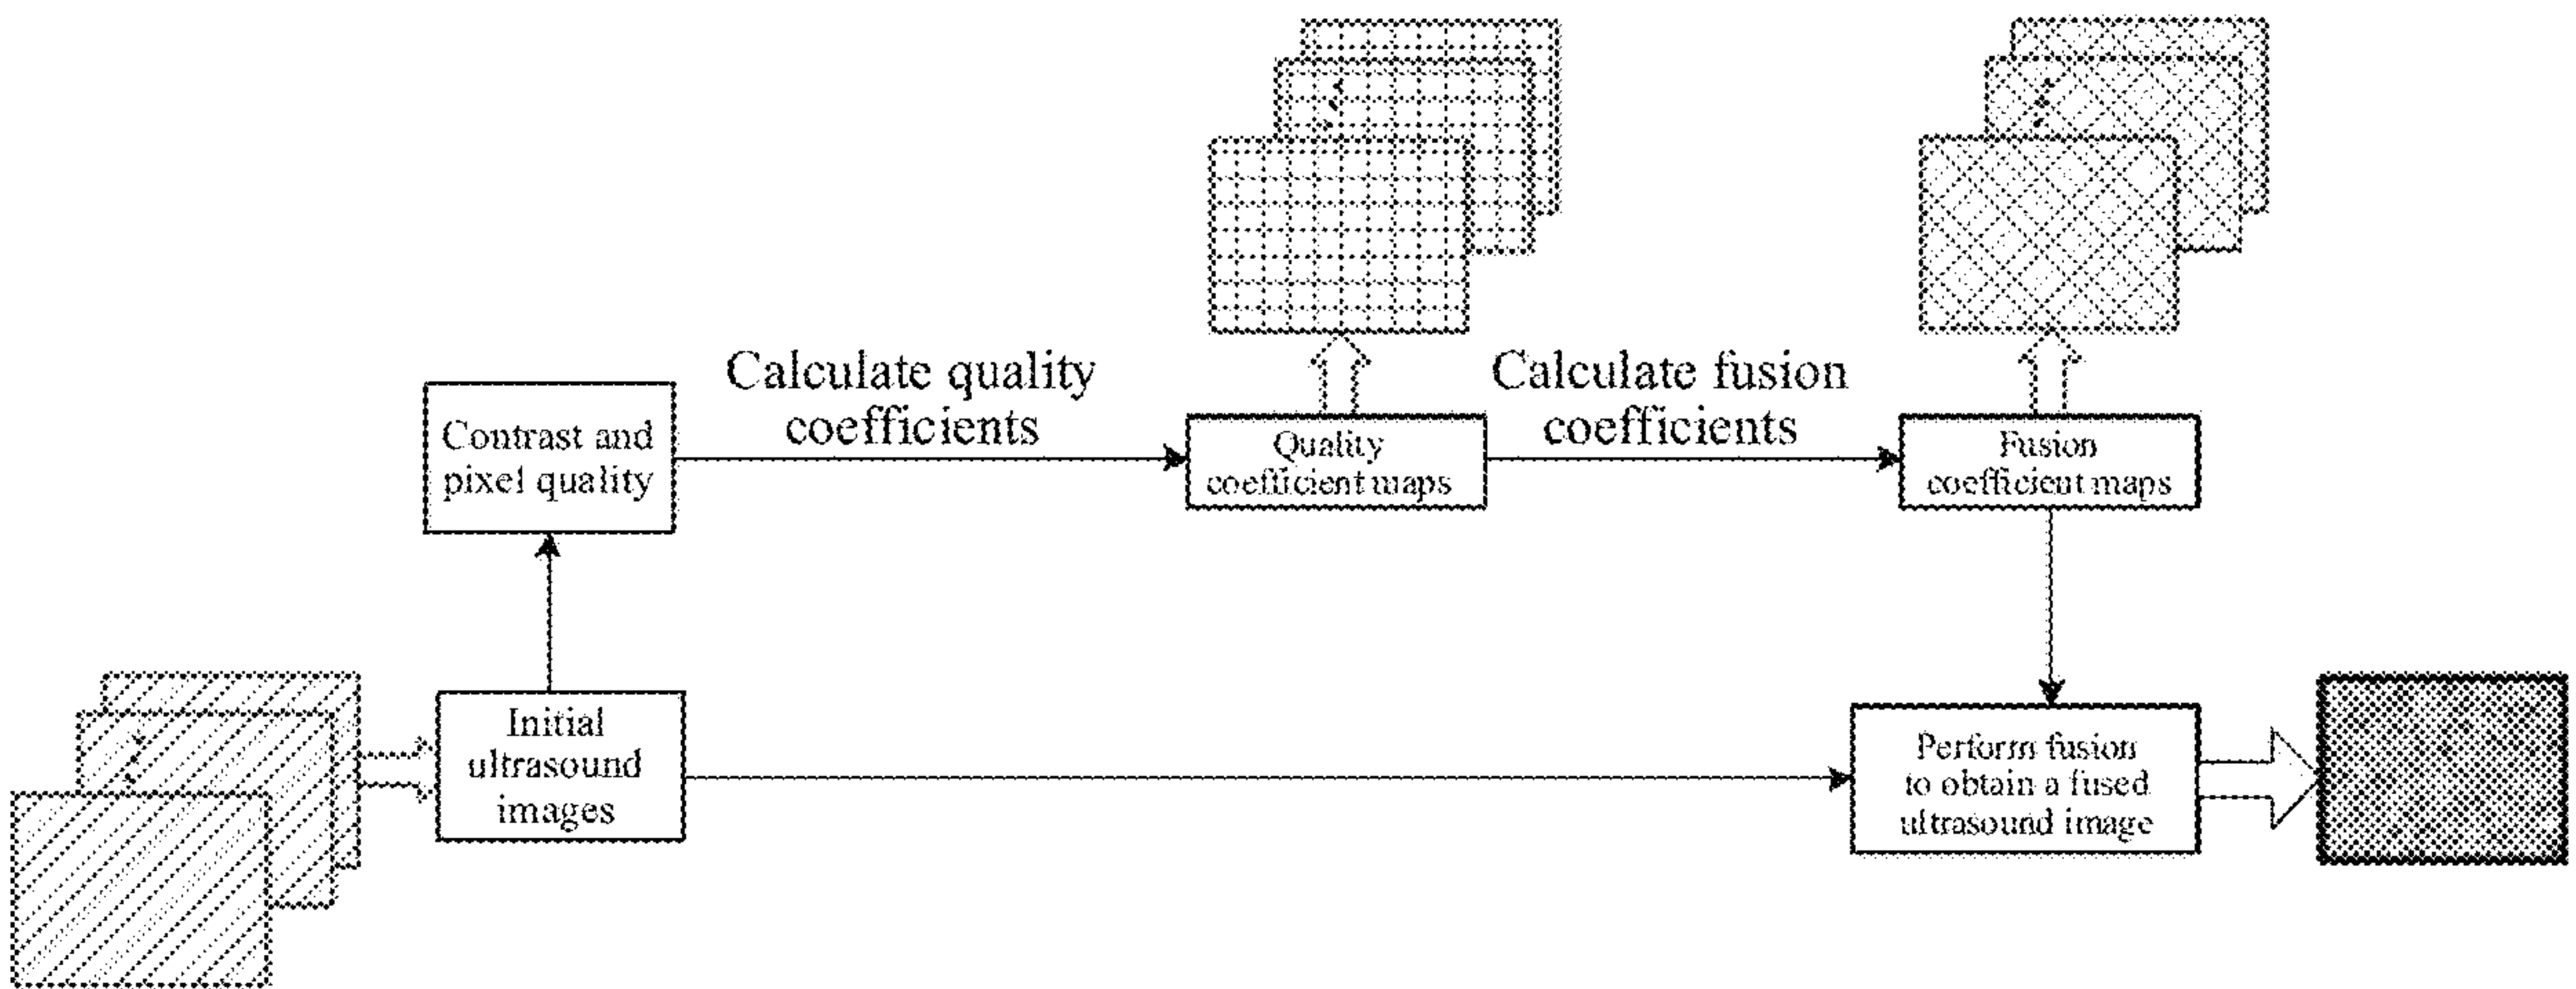 Calculate quality
coefficients
Calculate fusion
coefficients
Contrast and
pixel quality
Quality
coefficient maps
Fusion
coefficient maps
Initial
ultrasound
images
Perform fusion
to obtain a fused
ultrasound image